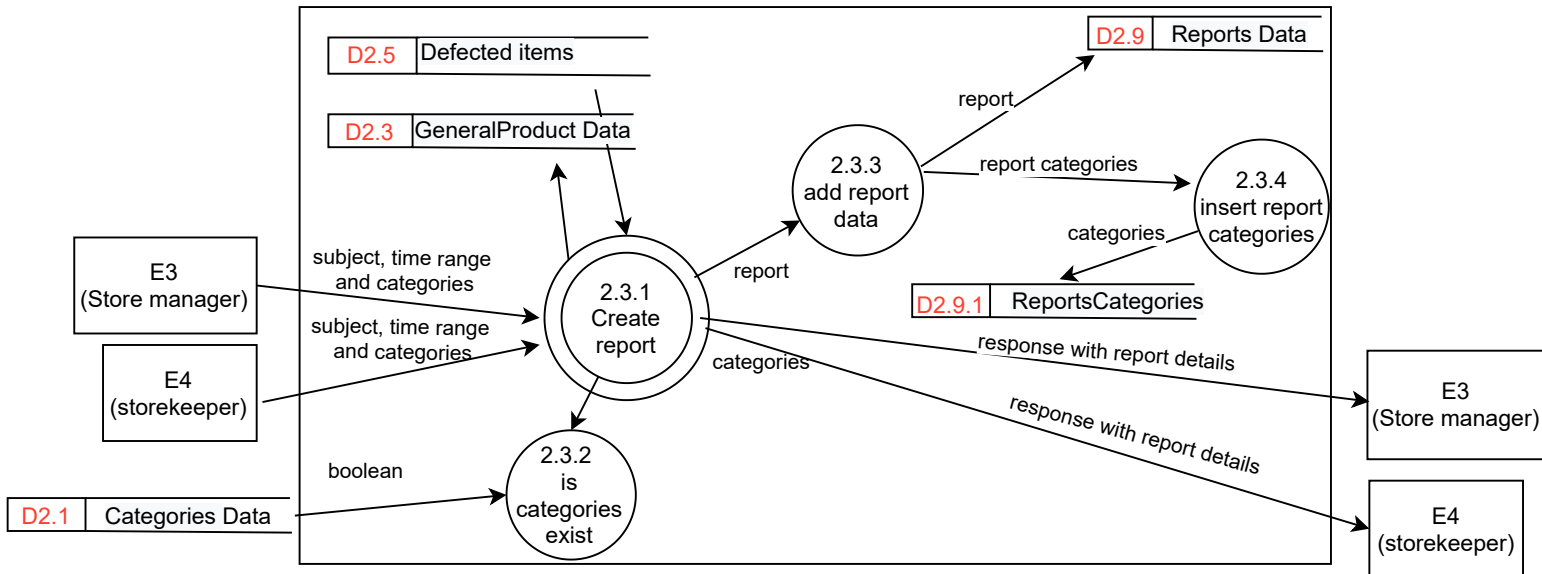 D2.5 Defected items
D2.9 Reports Data
D2.3 GeneralProduct Data
report
2.3.3
add report
data
report categories
2.3.4
insert report
categories
categories
E3
(Store manager)
subject, time range
and categories
2.3.1
Create
report
report
D2.9.1 ReportsCategories
subject, time range
and categories
E4
(storekeeper)
categories
response with report details
E3
(Store manager)
response with report details
boolean
2.3.2
is
categories
exist
D2.1 Categories Data
E4
(storekeeper)